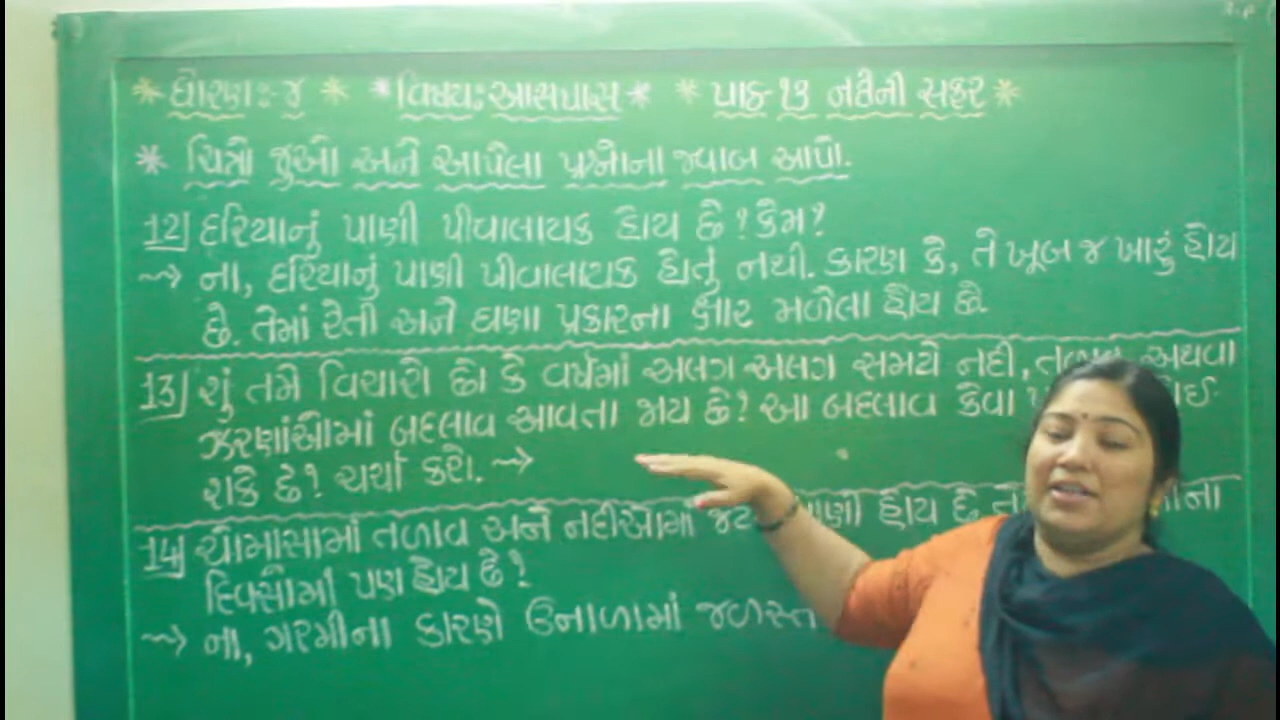 ધોરણઃ- ૪ વિષયઃ આસપાસ પાઠ ૧૩ નદીની સફર
ચિત્રો જુઓ અને આપેલા પ્રશ્નોના જવાબ આપો.
12) દરિયાનું પાણી પીવાલાયક હોય છે? કેમ?
→ ના, દરિયાનું પાણી પીવાલાયક હોતું નથી. કારણ કે, તે ખૂબ જ ખારું હોય
છે. તેમાં રેતી અને ઘણા પ્રકારના ક્ષાર મળેલા હોય છે.
13) શું તમે વિચારો છો કે વર્ષમાં અલગ અલગ સમયે નદી, અથવા
ઝરણાંઓમાં બદલાવ આવતા જાય છે? આ બદલાવ કેવા
શકે છે? ચર્ચા કરો. →
14) ચોમાસામાં તળાવ અને નદીઓમાં હોય છે
દિવસોમાં પણ હોય છે?
→ ના, ગરમીના કારણે ઉનાળામાં